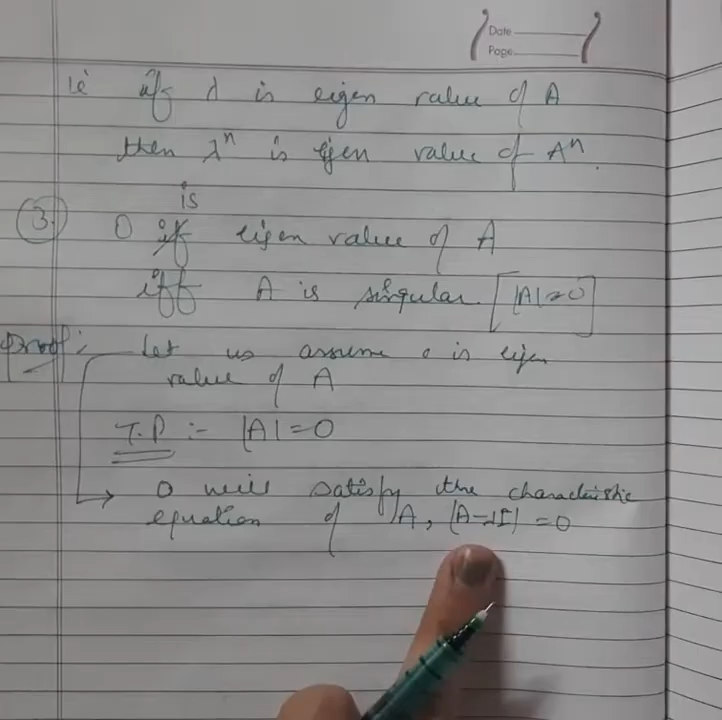 Date
Page
ie if λ is eigen value of A
then λⁿ is eigen value of Aⁿ.
is
③ 0 if eigen value of A
iff A is singular [|A|=0]
Proof: Let us assume 0 is eigen
value of A
T.P :- |A| = 0
→ 0 will satisfy the characteristic
equation of A, |A-λI| = 0